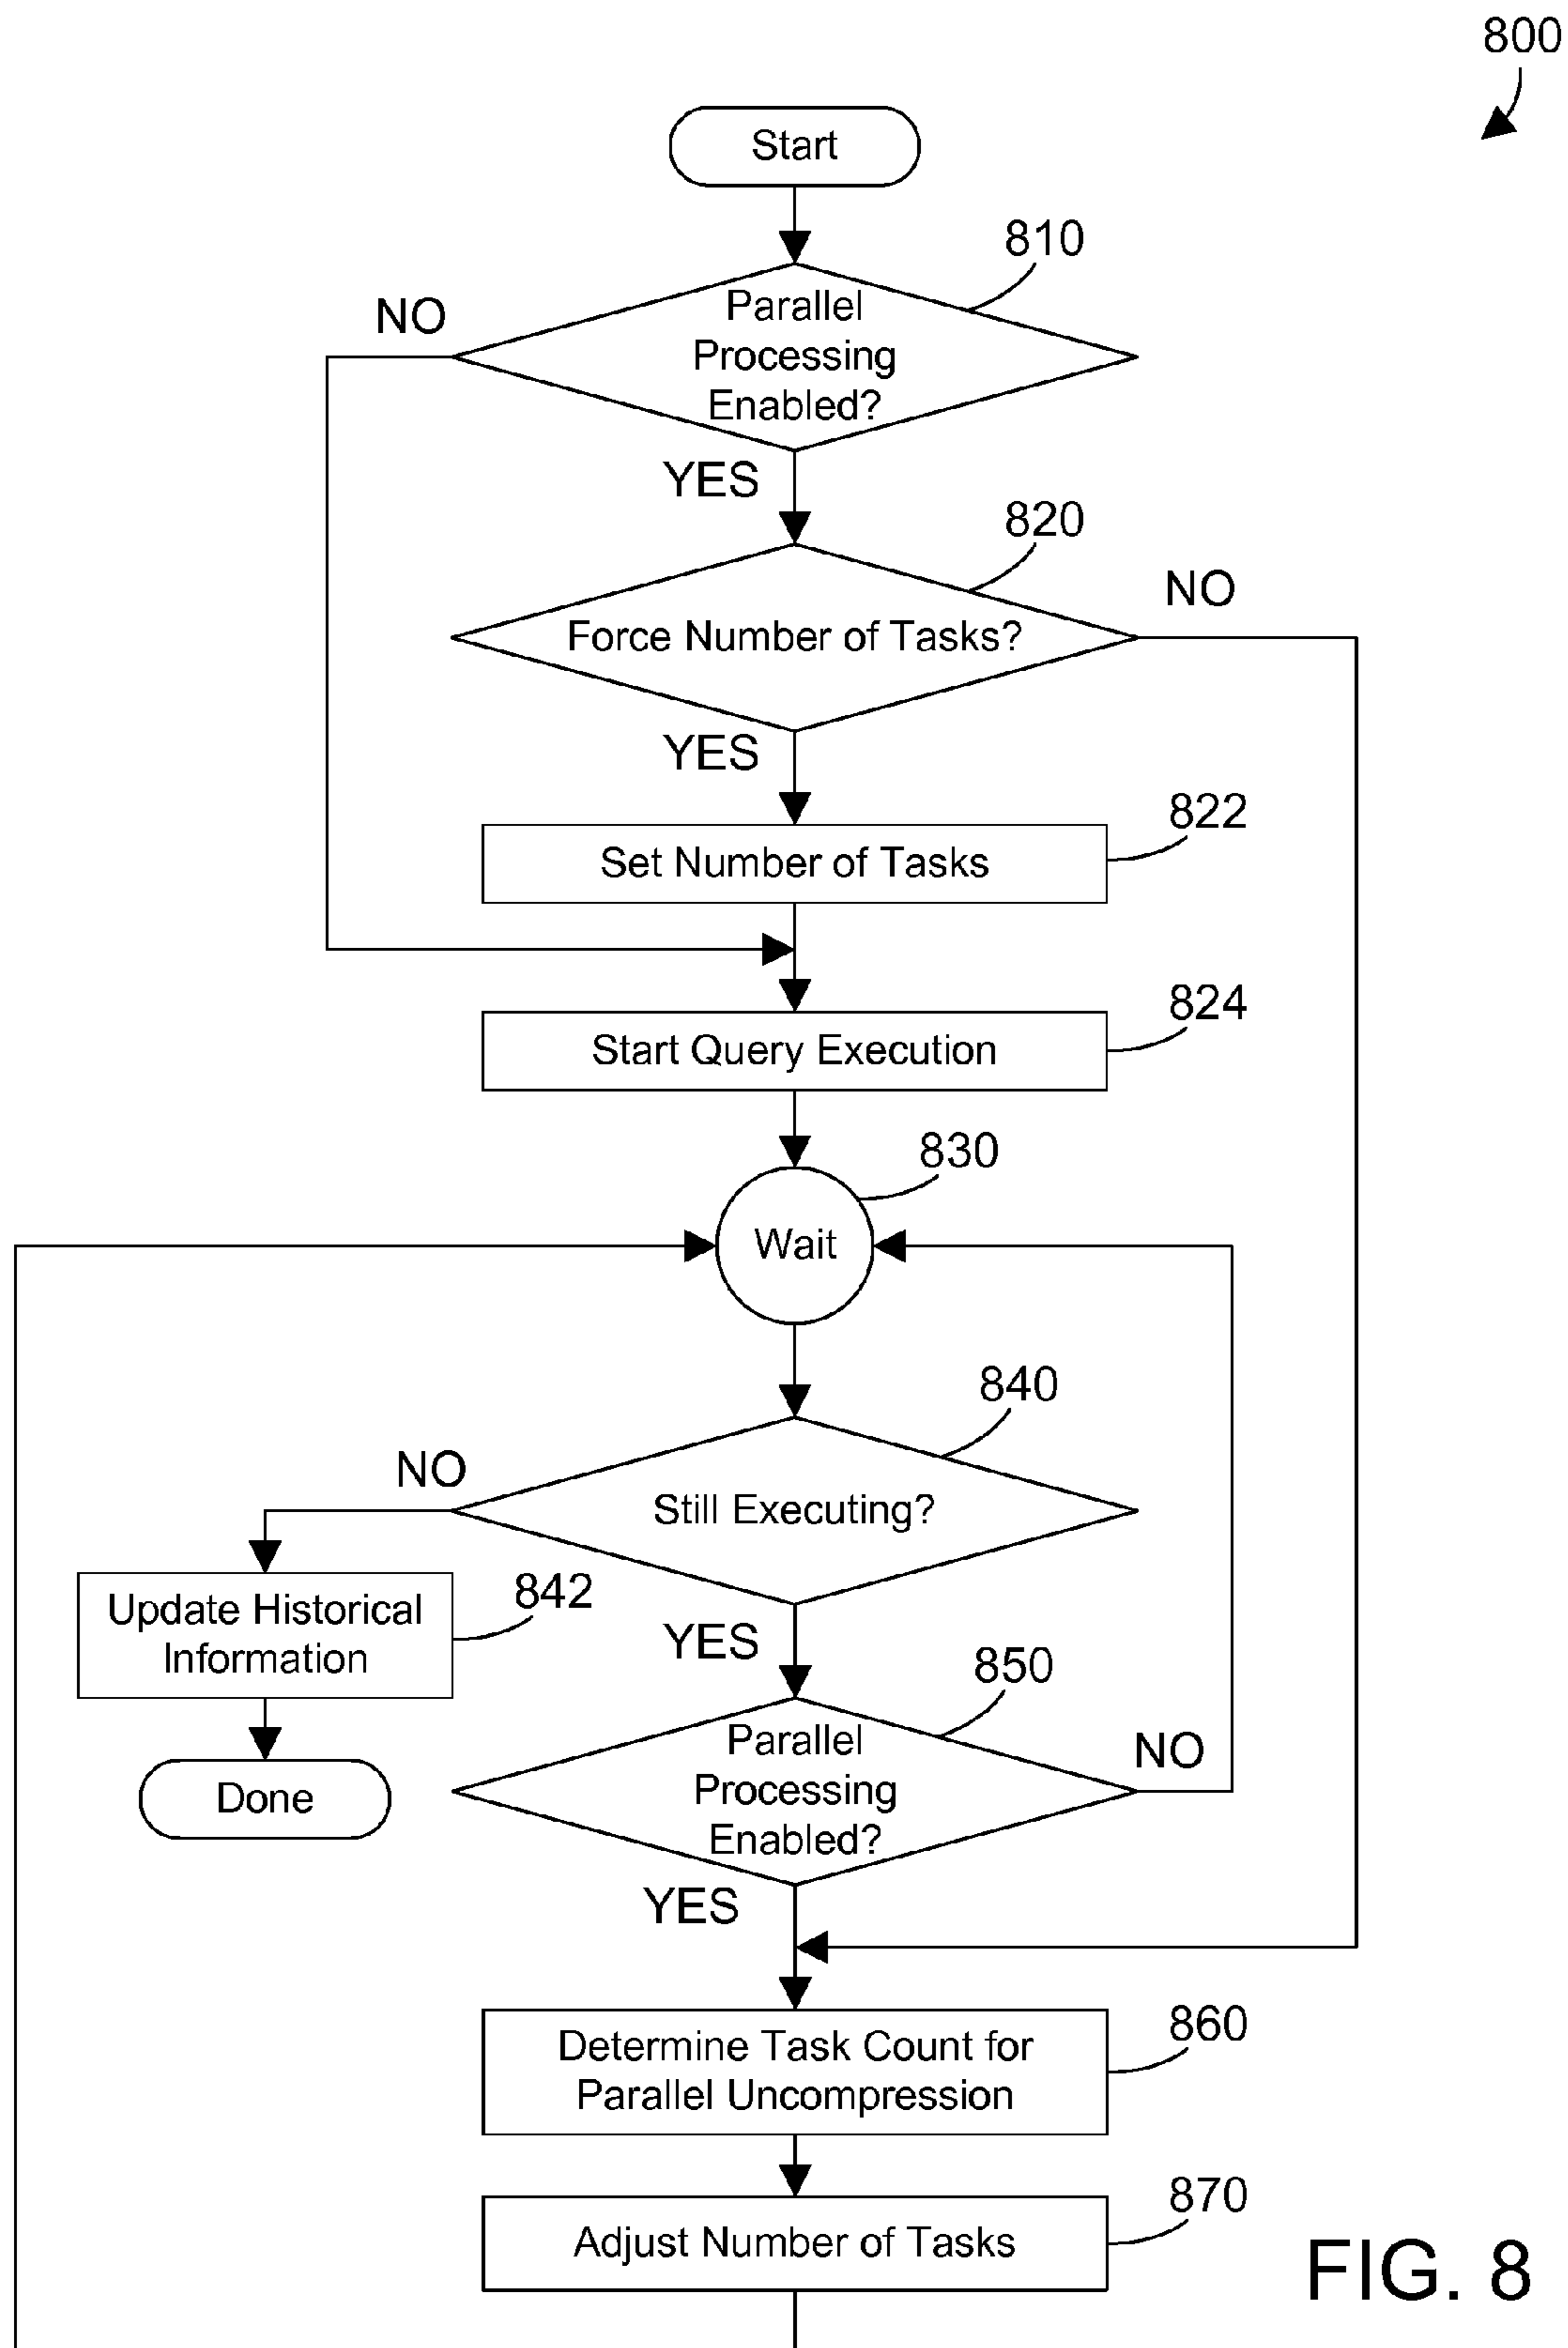 800
Start
810
NO
Parallel
Processing
Enabled?
YES
820
NO
Force Number of Tasks?
YES
822
Set Number of Tasks
824
Start Query Execution
830
Wait
840
NO
Still Executing?
842
Update Historical
Information
YES
850
Parallel
Processing
Enabled?
NO
Done
YES
860
Determine Task Count for
Parallel Uncompression
870
Adjust Number of Tasks
FIG. 8